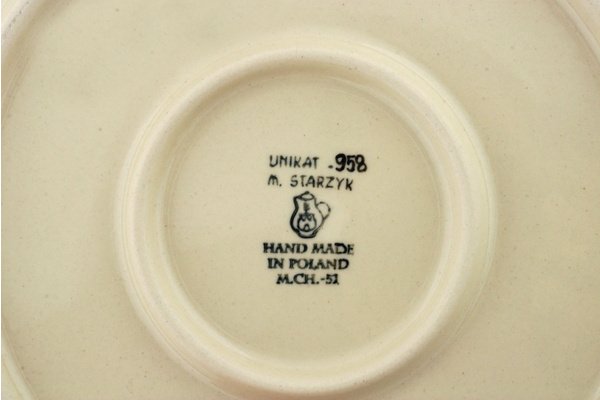 UNIKAT -958
M. STARZYK
HAND MADE
IN POLAND
M.CH.-51